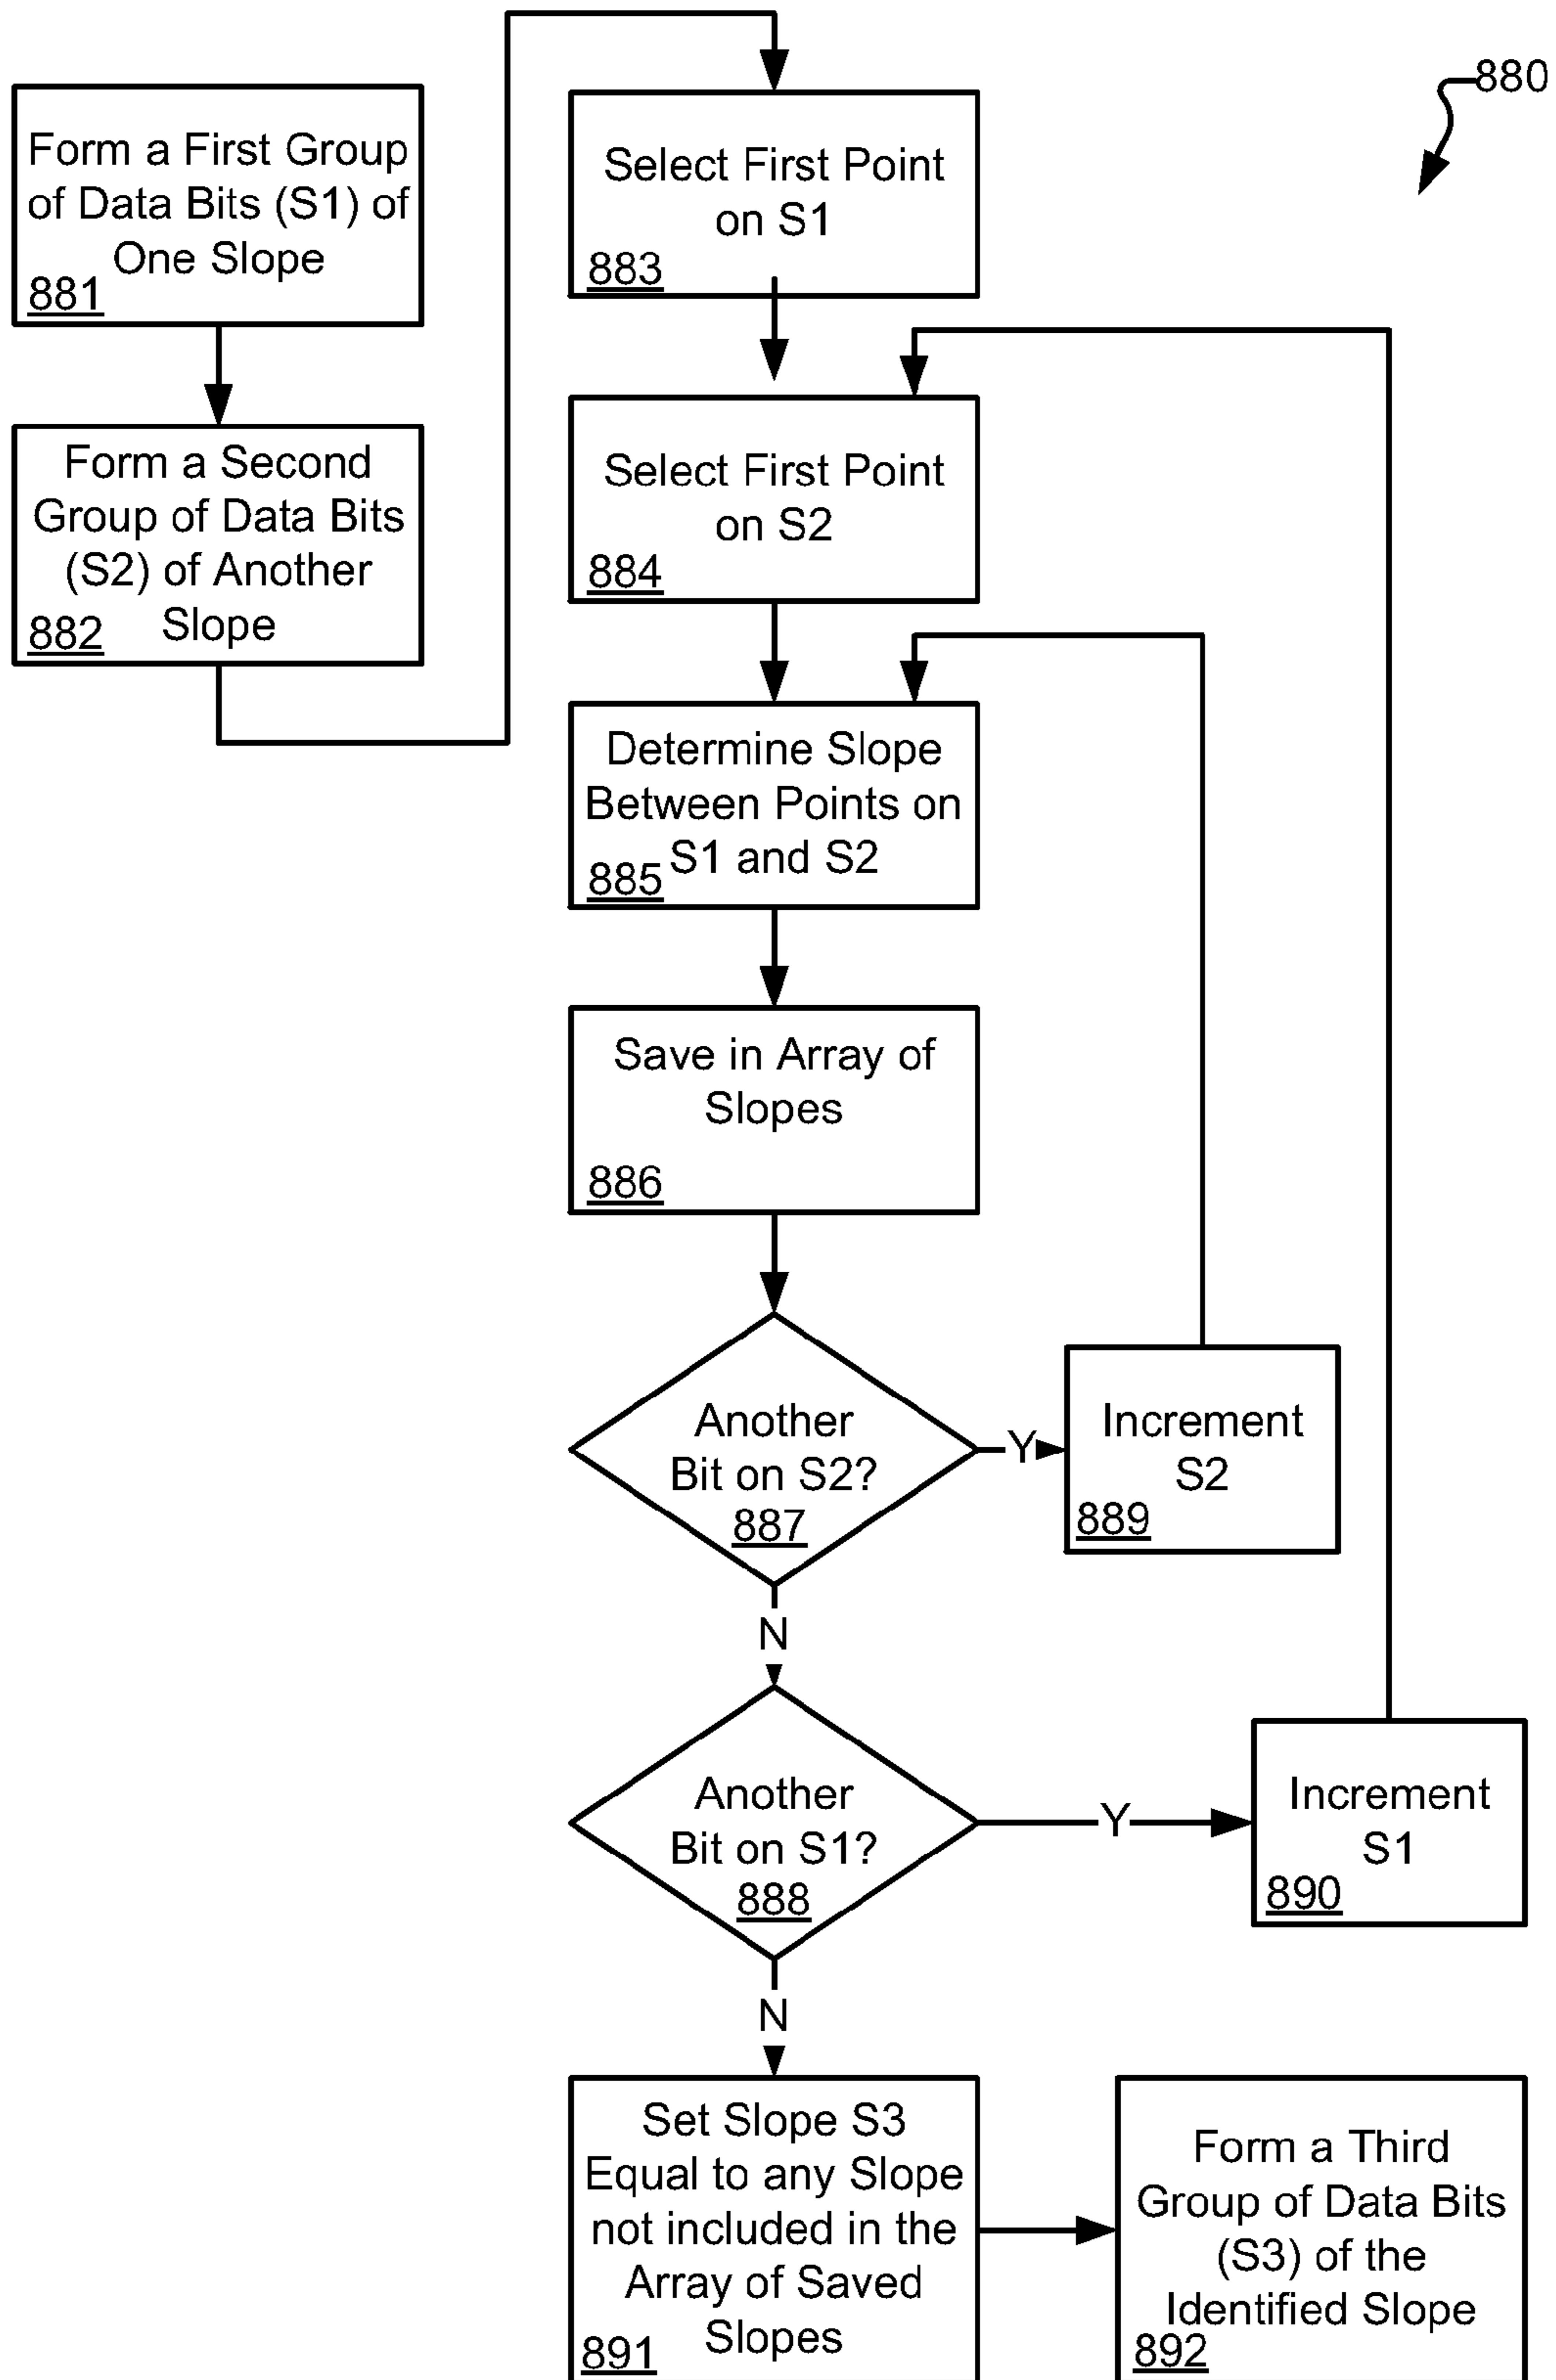 880
Form a First Group
of Data Bits (S1) of
One Slope
881
Form a Second
Group of Data Bits
(S2) of Another
Slope
882
Select First Point
on S1
883
Select First Point
on S2
884
Determine Slope
Between Points on
S1 and S2
885
Save in Array of
Slopes
886
Another
Bit on S2?
887
Y
Increment
S2
889
N
Another
Bit on S1?
888
Y
Increment
S1
890
N
Set Slope S3
Equal to any Slope
not included in the
Array of Saved
Slopes
891
Form a Third
Group of Data Bits
(S3) of the
Identified Slope
892